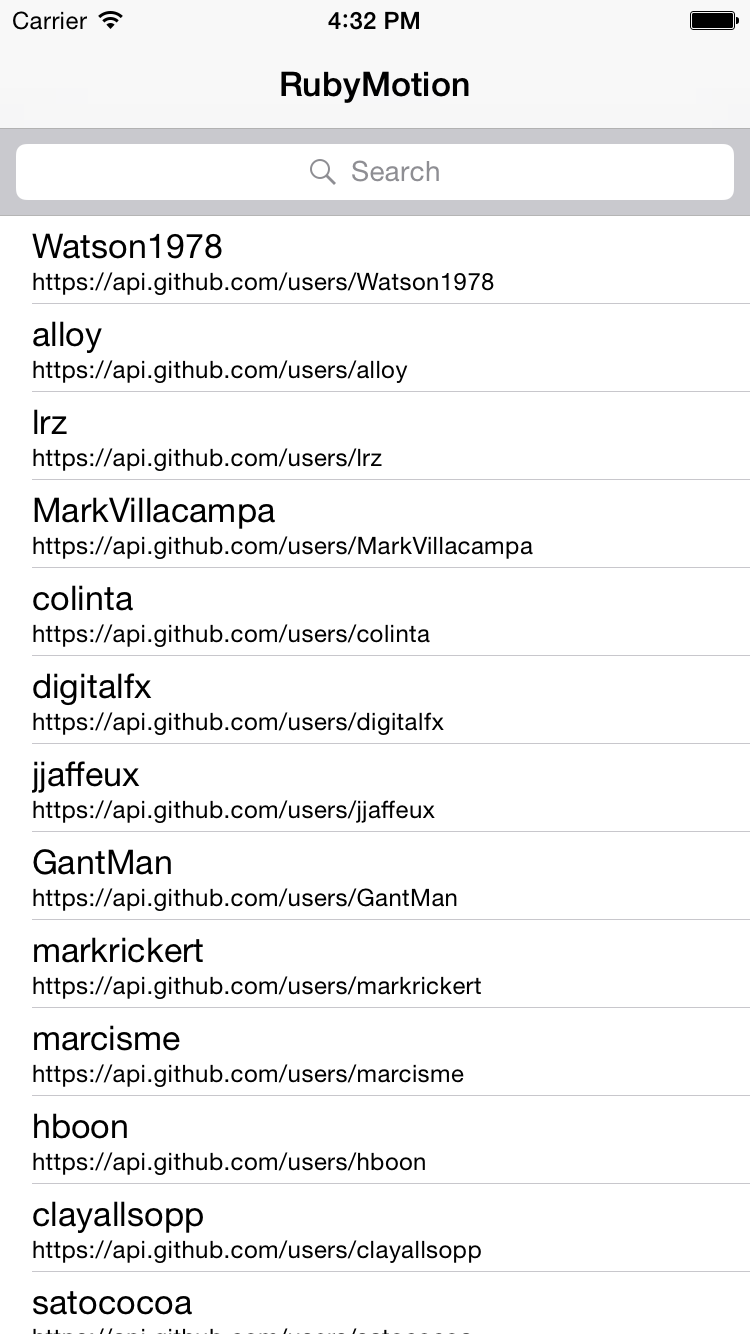 Carrier 4:32 PM
RubyMotion
Search
Watson1978
https://api.github.com/users/Watson1978
alloy
https://api.github.com/users/alloy
lrz
https://api.github.com/users/lrz
MarkVillacampa
https://api.github.com/users/MarkVillacampa
colinta
https://api.github.com/users/colinta
digitalfx
https://api.github.com/users/digitalfx
jjaffeux
https://api.github.com/users/jjaffeux
GantMan
https://api.github.com/users/GantMan
markrickert
https://api.github.com/users/markrickert
marcisme
https://api.github.com/users/marcisme
hboon
https://api.github.com/users/hboon
clayallsopp
https://api.github.com/users/clayallsopp
satococoa